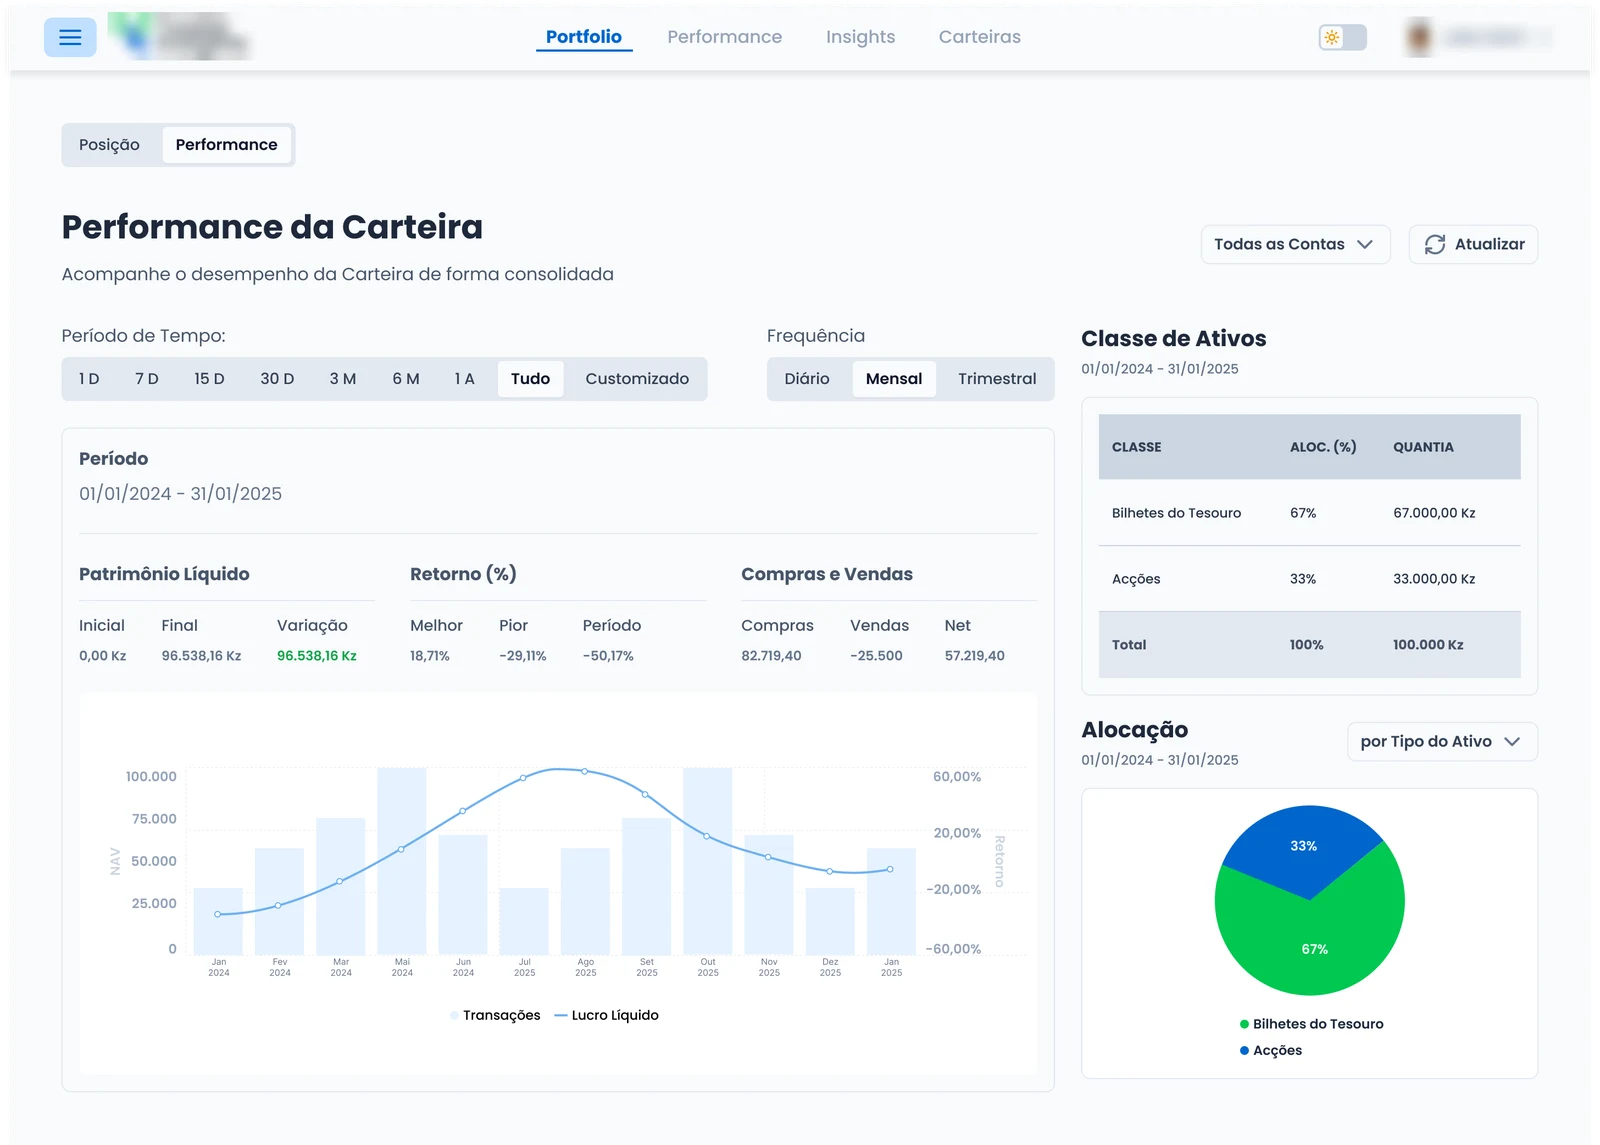 Portfolio Performance Insights Carteiras
Posição Performance
Performance da Carteira
Acompanhe o desempenho da Carteira de forma consolidada
Todas as Contas Atualizar
Período de Tempo:
1 D 7 D 15 D 30 D 3 M 6 M 1 A Tudo Customizado
Frequência
Diário Mensal Trimestral
Período
01/01/2024 - 31/01/2025
Patrimônio Líquido
Inicial Final Variação
0,00 Kz 96.538,16 Kz 96.538,16 Kz
Retorno (%)
Melhor Pior Período
18,71% -29,11% -50,17%
Compras e Vendas
Compras Vendas Net
82.719,40 -25.500 57.219,40
NAV
100.000
75.000
50.000
25.000
0
60,00%
20,00%
-20,00%
-60,00%
Retorno
Jan Fev Mar Mai Jun Jul Ago Set Out Nov Dez Jan
2024 2024 2024 2024 2024 2025 2025 2025 2025 2025 2025 2025
Transações Lucro Líquido
Classe de Ativos
01/01/2024 - 31/01/2025
CLASSE ALOC. (%) QUANTIA
Bilhetes do Tesouro 67% 67.000,00 Kz
Acções 33% 33.000,00 Kz
Total 100% 100.000 Kz
Alocação
01/01/2024 - 31/01/2025
por Tipo do Ativo
33%
67%
Bilhetes do Tesouro
Acções